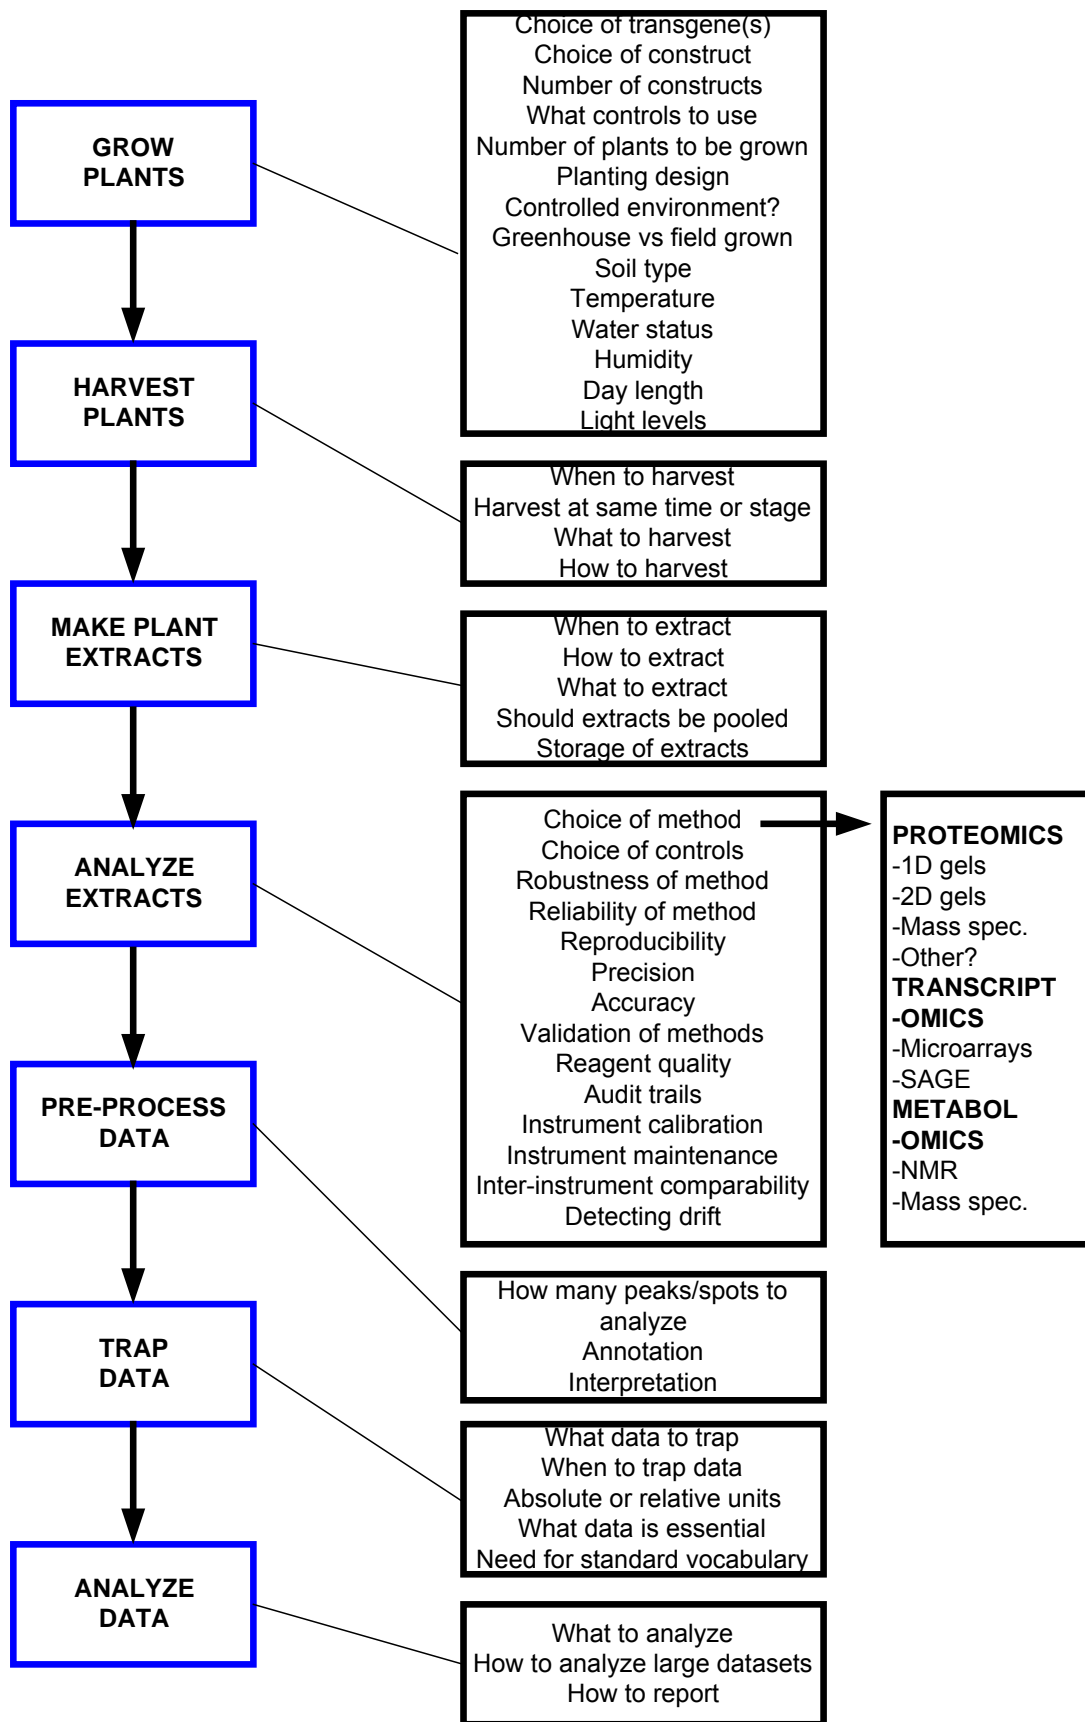 GROW
PLANTS
Choice of transgene(s)
Choice of construct
Number of constructs
What controls to use
Number of plants to be grown
Planting design
Controlled environment?
Greenhouse vs field grown
Soil type
Temperature
Water status
Humidity
Day length
Light levels
HARVEST
PLANTS
When to harvest
Harvest at same time or stage
What to harvest
How to harvest
MAKE PLANT
EXTRACTS
When to extract
How to extract
What to extract
Should extracts be pooled
Storage of extracts
ANALYZE
EXTRACTS
Choice of method
Choice of controls
Robustness of method
Reliability of method
Reproducibility
Precision
Accuracy
Validation of methods
Reagent quality
Audit trails
Instrument calibration
Instrument maintenance
Inter-instrument comparability
Detecting drift
PROTEOMICS
-1D gels
-2D gels
-Mass spec.
-Other?
TRANSCRIPT
-OMICS
-Microarrays
-SAGE
METABOL
-OMICS
-NMR
-Mass spec.
PRE-PROCESS
DATA
How many peaks/spots to
analyze
Annotation
Interpretation
TRAP
DATA
What data to trap
When to trap data
Absolute or relative units
What data is essential
Need for standard vocabulary
ANALYZE
DATA
What to analyze
How to analyze large datasets
How to report